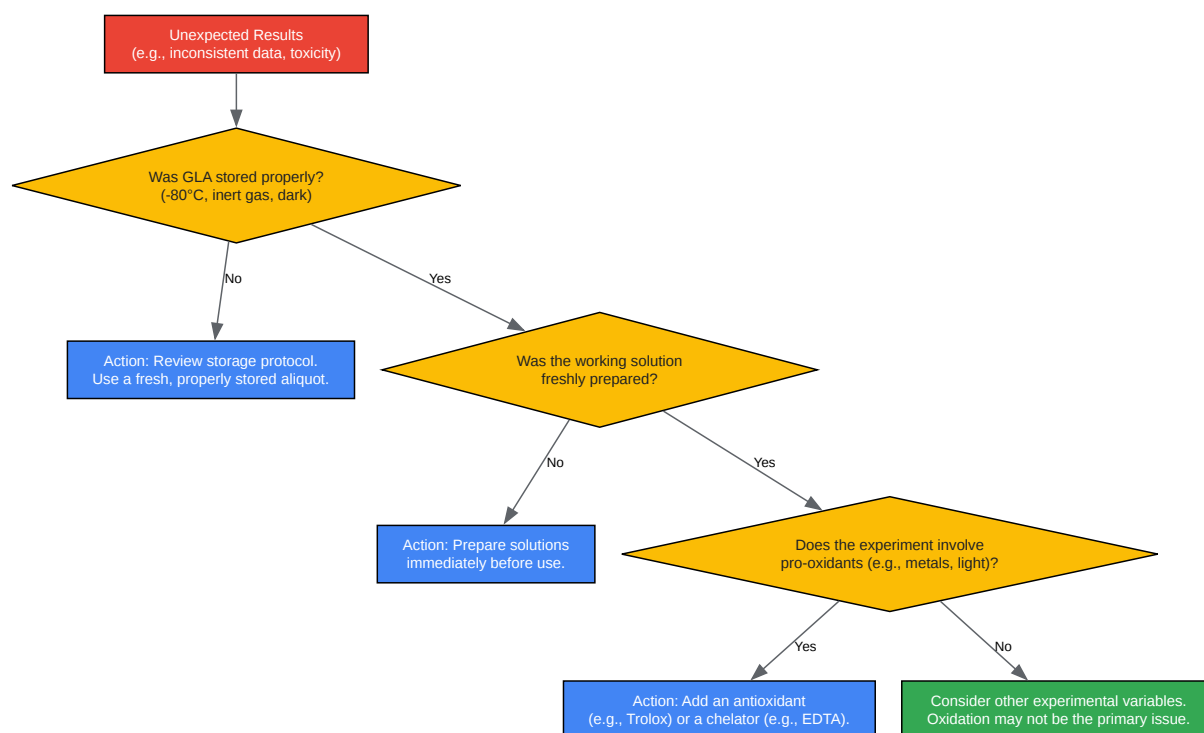 Unexpected Results
(e.g., inconsistent data, toxicity)
Was GLA stored properly?
(-80°C, inert gas, dark)
No
Yes
Action: Review storage protocol.
Use a fresh, properly stored aliquot.
Was the working solution
freshly prepared?
No
Yes
Action: Prepare solutions
immediately before use.
Does the experiment involve
pro-oxidants (e.g., metals, light)?
Yes
No
Action: Add an antioxidant
(e.g., Trolox) or a chelator (e.g., EDTA).
Consider other experimental variables.
Oxidation may not be the primary issue.